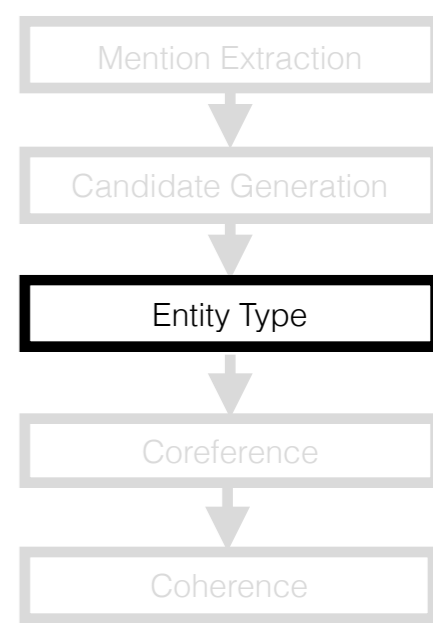 Mention Extraction
Candidate Generation
Entity Type
Coreference
Coherence